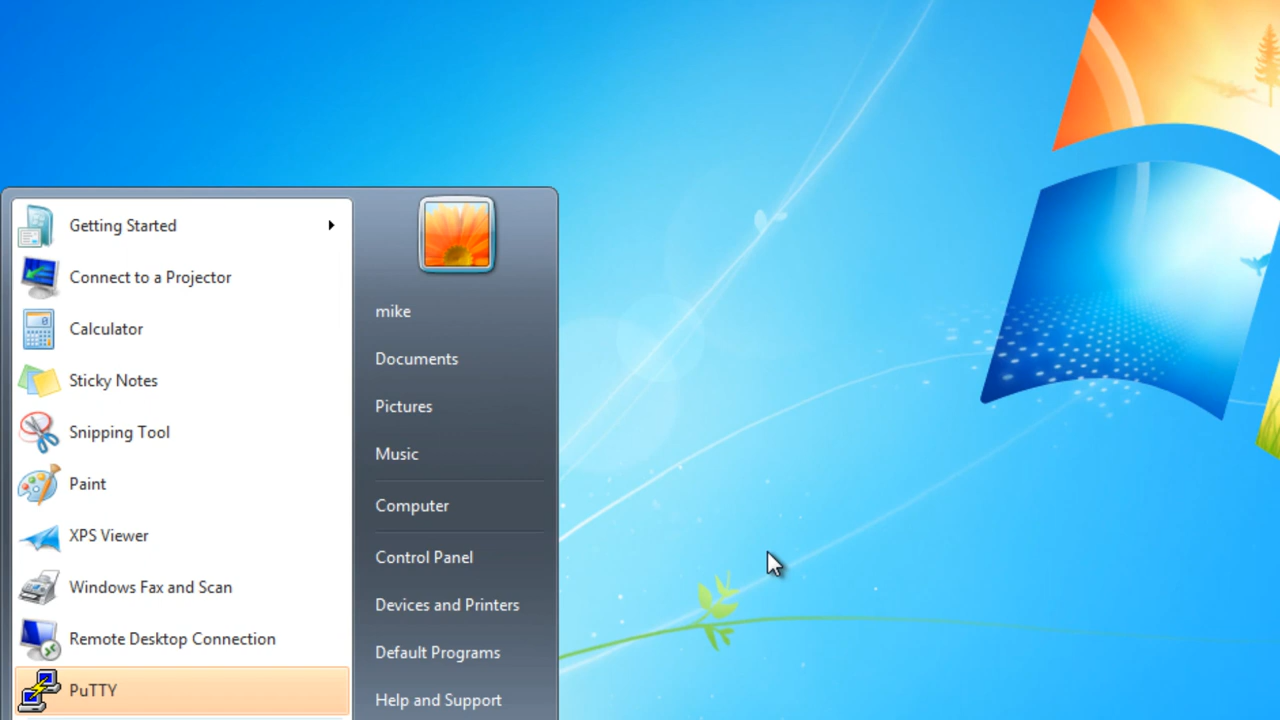 Getting Started
Connect to a Projector
Calculator
Sticky Notes
Snipping Tool
Paint
XPS Viewer
Windows Fax and Scan
Remote Desktop Connection
PuTTY
mike
Documents
Pictures
Music
Computer
Control Panel
Devices and Printers
Default Programs
Help and Support